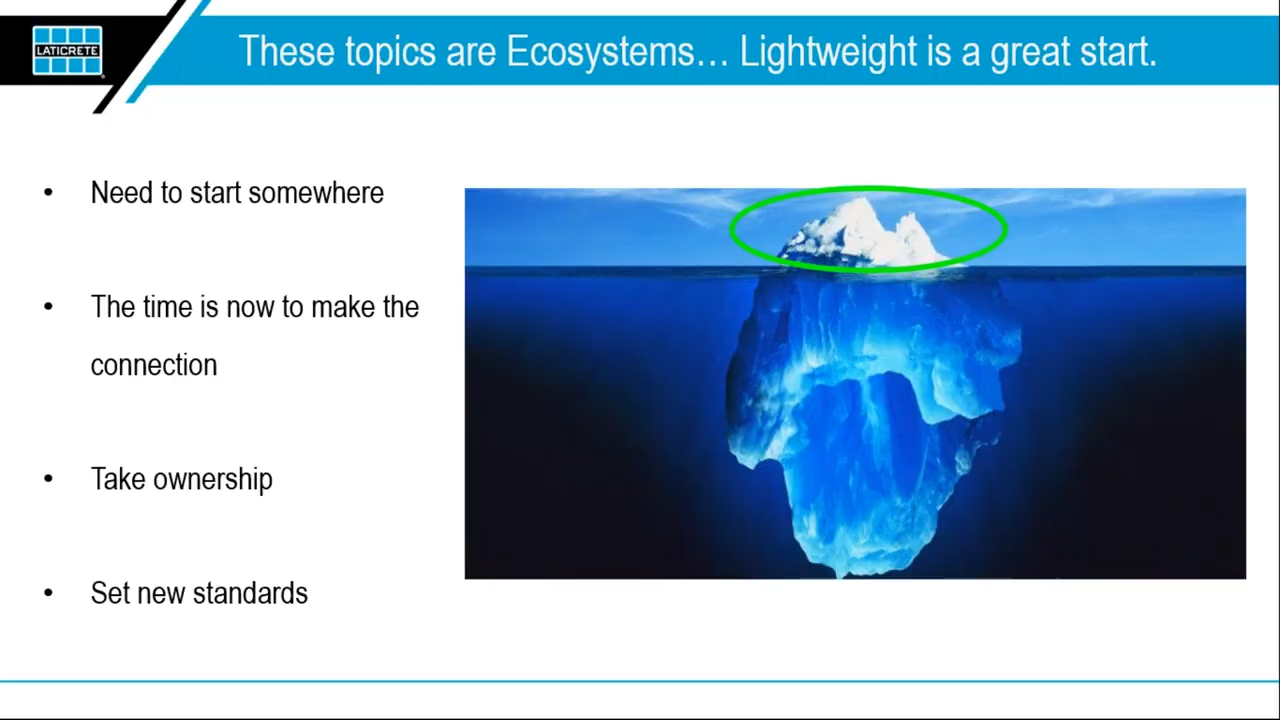 LATICRETE
These topics are Ecosystems… Lightweight is a great start.
• Need to start somewhere
• The time is now to make the
connection
• Take ownership
• Set new standards